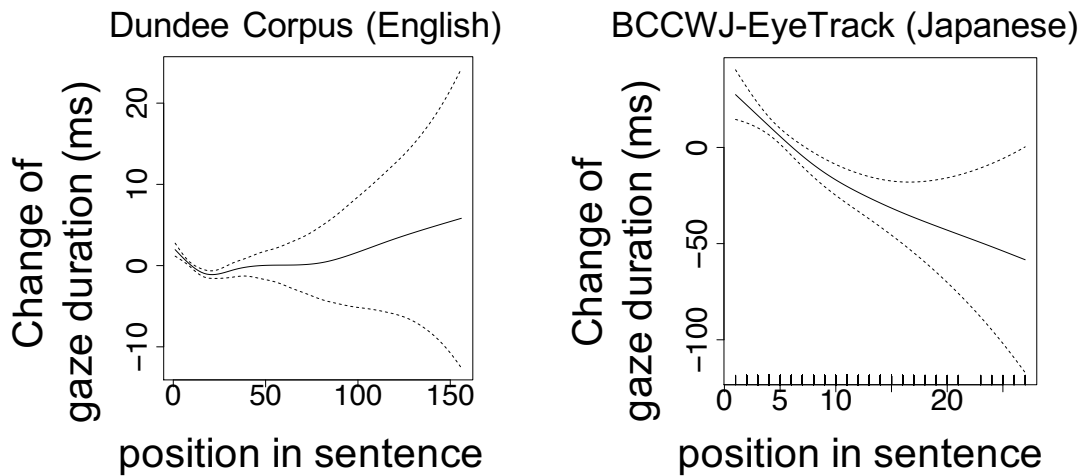 Dundee Corpus (English)
Change of
gaze duration (ms)
20
10
0
−10
0
50
100
150
position in sentence
BCCWJ-EyeTrack (Japanese)
Change of
gaze duration (ms)
0
−50
−100
0
5
10
20
position in sentence